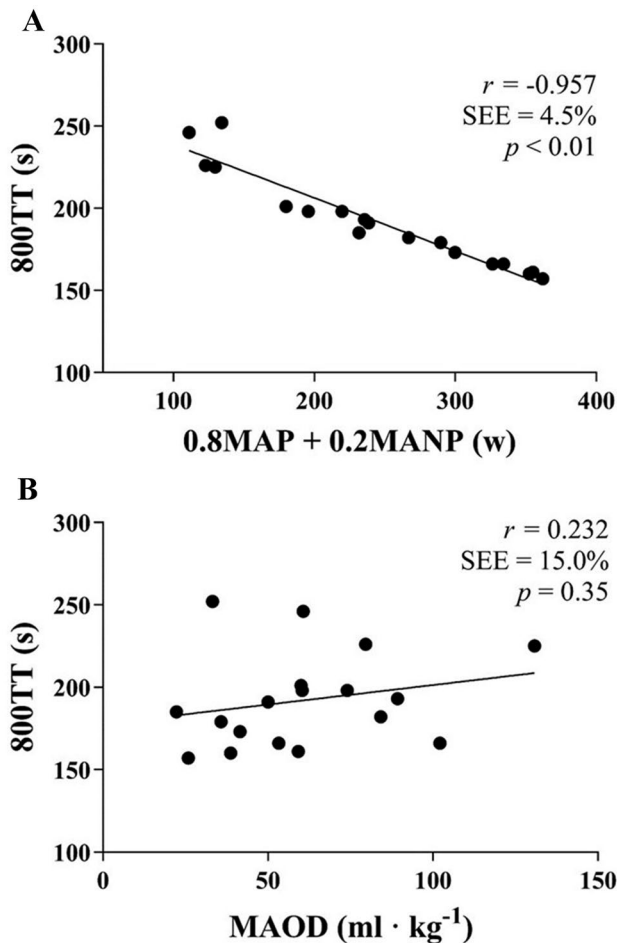 A
300
250
200
150
100
800TT (s)
r = -0.957
SEE = 4.5%
p < 0.01
100
200
300
400
0.8MAP + 0.2MANP (w)
B
300
250
200
150
100
800TT (s)
r = 0.232
SEE = 15.0%
p = 0.35
0
50
100
150
MAOD (ml · kg⁻¹)